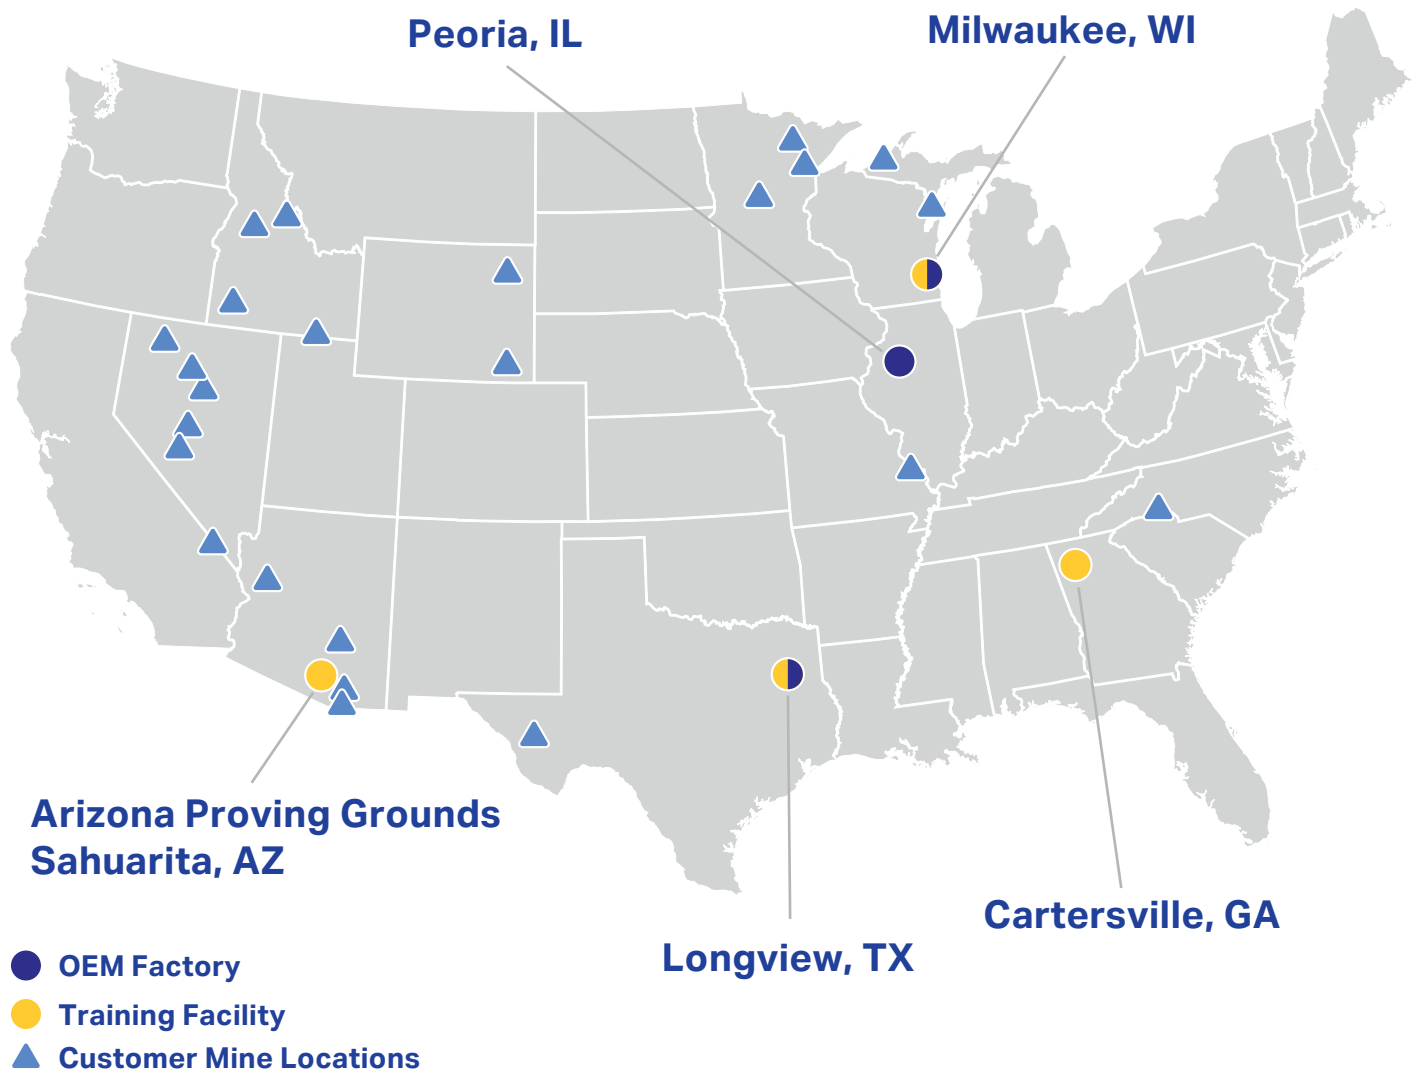 Peoria, IL
Milwaukee, WI
Arizona Proving Grounds
Sahuarita, AZ
Cartersville, GA
Longview, TX
OEM Factory
Training Facility
Customer Mine Locations